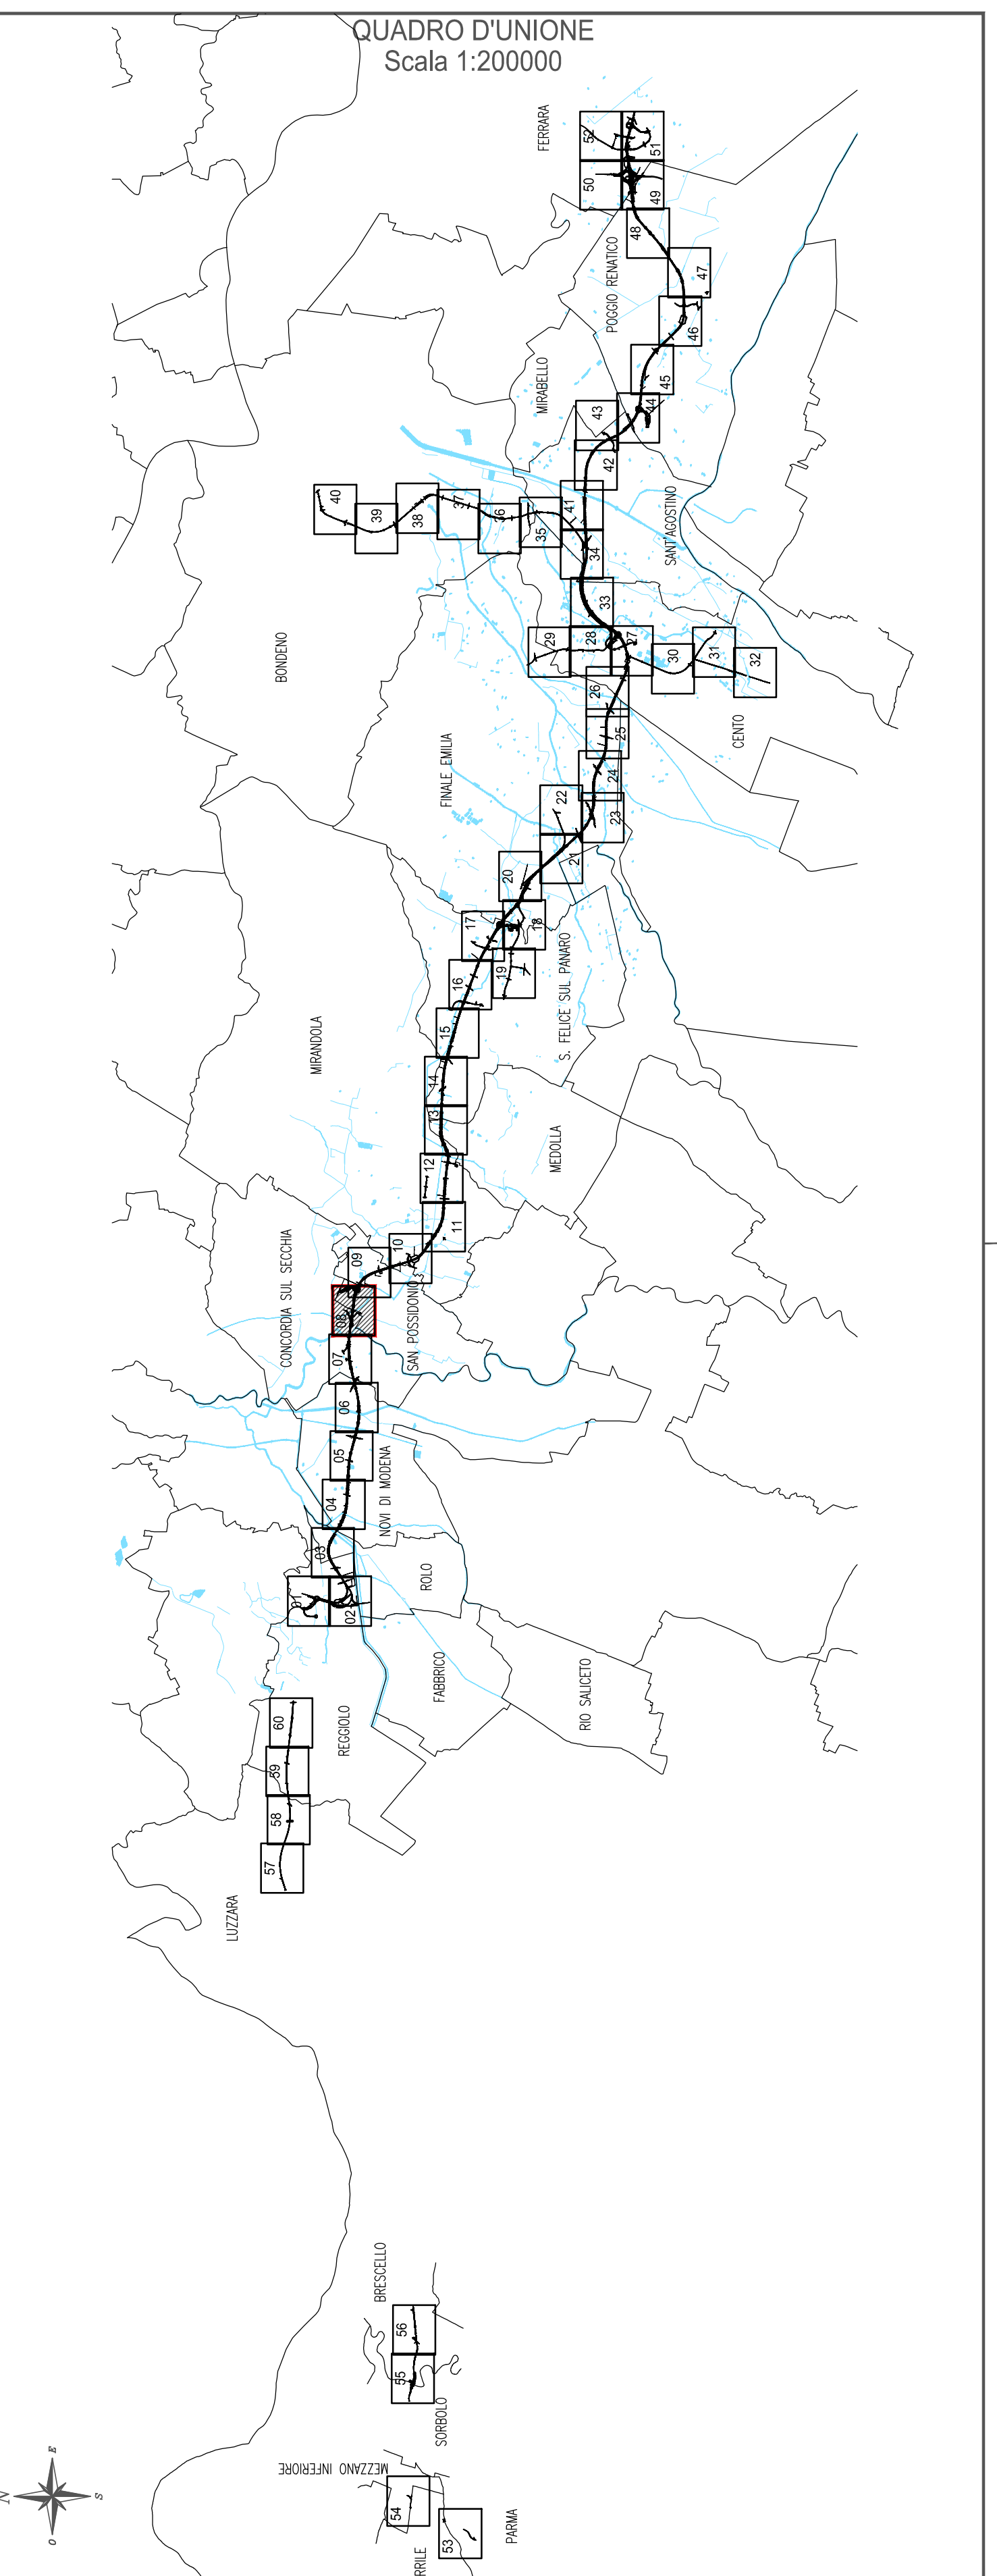 QUADRO D'UNIONE
Scala 1:200000
FERRARA
52
51
50
49
48
POGGIO RENATICO
47
46
MIRABELLO
45
44
43
42
41
40
39
38
37
36
35
34
SANT'AGOSTINO
33
BONDENO
29
28
27
30
31
32
26
25
CENTO
FINALE EMILIA
24
22
23
21
20
17
18
19
16
S. FELICE SUL PANARO
15
MIRANDOLA
14
13
MEDOLLA
12
11
10
09
CONCORDIA SUL SECCHIA
08
SAN POSSIDONIO
07
06
05
04
NOVI DI MODENA
03
ROLO
01
02
FABBRICO
RIO SALICETO
REGGIOLO
60
59
58
57
LUZZARA
BRESCELLO
56
55
SORBOLO
MEZZANO INFERIORE
54
53
PARMA
RRILE
N
E
S
O